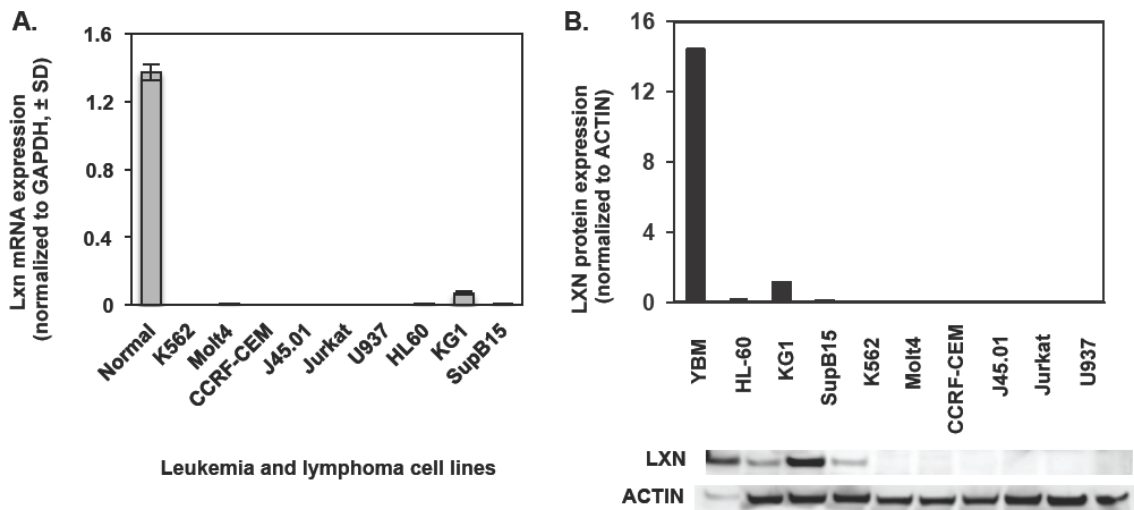 A.
Lxn mRNA expression
(normalized to GAPDH, ± SD)
1.6
1.2
0.8
0.4
0
Normal
K562
Molt4
CCRF-CEM
J45.01
Jurkat
U937
HL60
KG1
SupB15
Leukemia and lymphoma cell lines
B.
LXN protein expression
(normalized to ACTIN)
16
12
8
4
0
YBM
HL-60
KG1
SupB15
K562
Molt4
CCRF-CEM
J45.01
Jurkat
U937
LXN
ACTIN